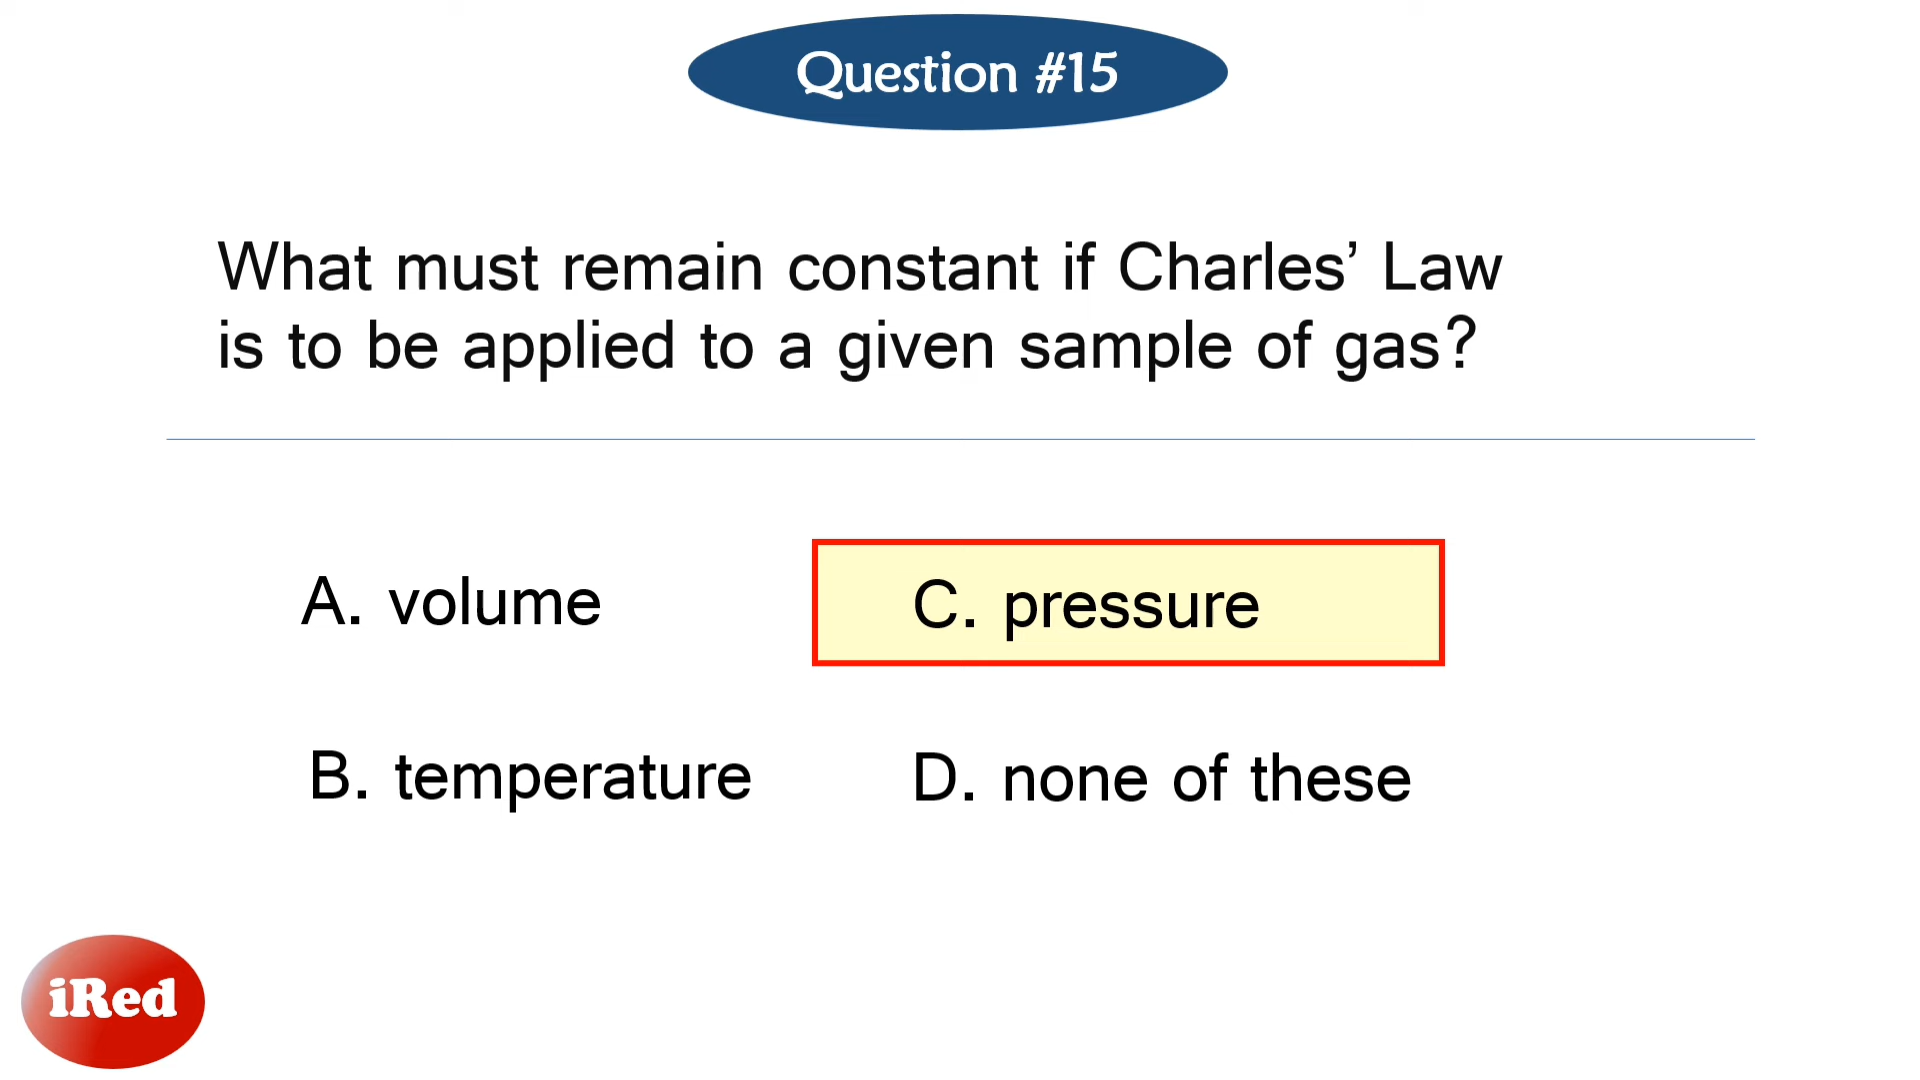 Question #15
What must remain constant if Charles’ Law
is to be applied to a given sample of gas?
A. volume
C. pressure
B. temperature
D. none of these
iRed